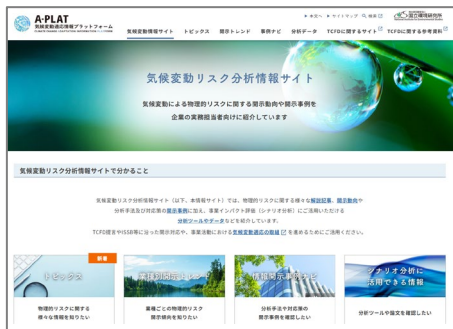 本文へ サイトマップ 検索
A-PLAT
気候変動適応情報プラットフォーム
CLIMATE CHANGE ADAPTATION INFORMATION PLATFORM
国立環境研究所
気候変動情報サイト トピックス 開示トレンド 事例ナビ 分析データ TCFDに関するサイト TCFDに関する参考資料
気候変動リスク分析情報サイト
気候変動による物理的リスクに関する開示動向や開示事例を
企業の実務担当者向けに紹介しています
気候変動リスク分析情報サイトで分かること
気候変動リスク分析情報サイト（以下、本情報サイト）では、物理的リスクに関する様々な解説記事、開示動向や
分析手法及び対応策の開示事例に加え、事業インパクト評価（シナリオ分析）にご活用いただける
分析ツールやデータなどを紹介しています。
TCFD提言やISSB等に沿った開示対応や、事業活動における気候変動適応の取組を進めるためにご活用ください。
新着
トピックス
物理的リスクに関する
様々な情報を知りたい
業種別開示トレンド
業種ごとの物理的リスク
開示傾向を知りたい
情報開示事例ナビ
分析手法や対応策の
開示事例を確認したい
シナリオ分析に
活用できる情報
分析ツールや論文を確認したい